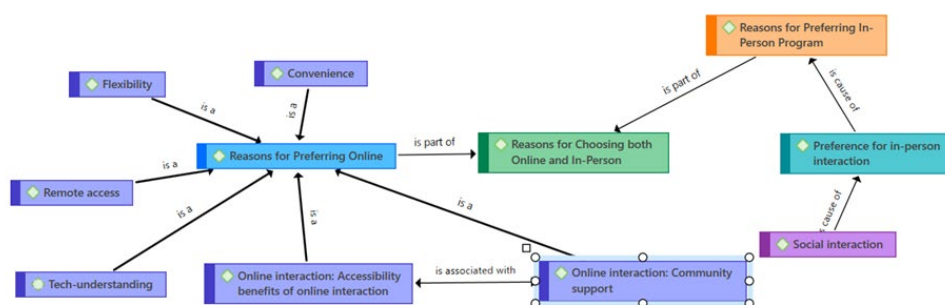 Reasons for Preferring In-
Person Program
Convenience
Flexibility
is part of
is cause of
is a
is a
Reasons for Preferring Online
is part of
Reasons for Choosing both
Online and In-Person
Preference for in-person
interaction
is a
Remote access
is a
is a
is a
is cause of
Social interaction
Online interaction: Accessibility
benefits of online interaction
is associated with
Online interaction: Community
support
Tech-understanding